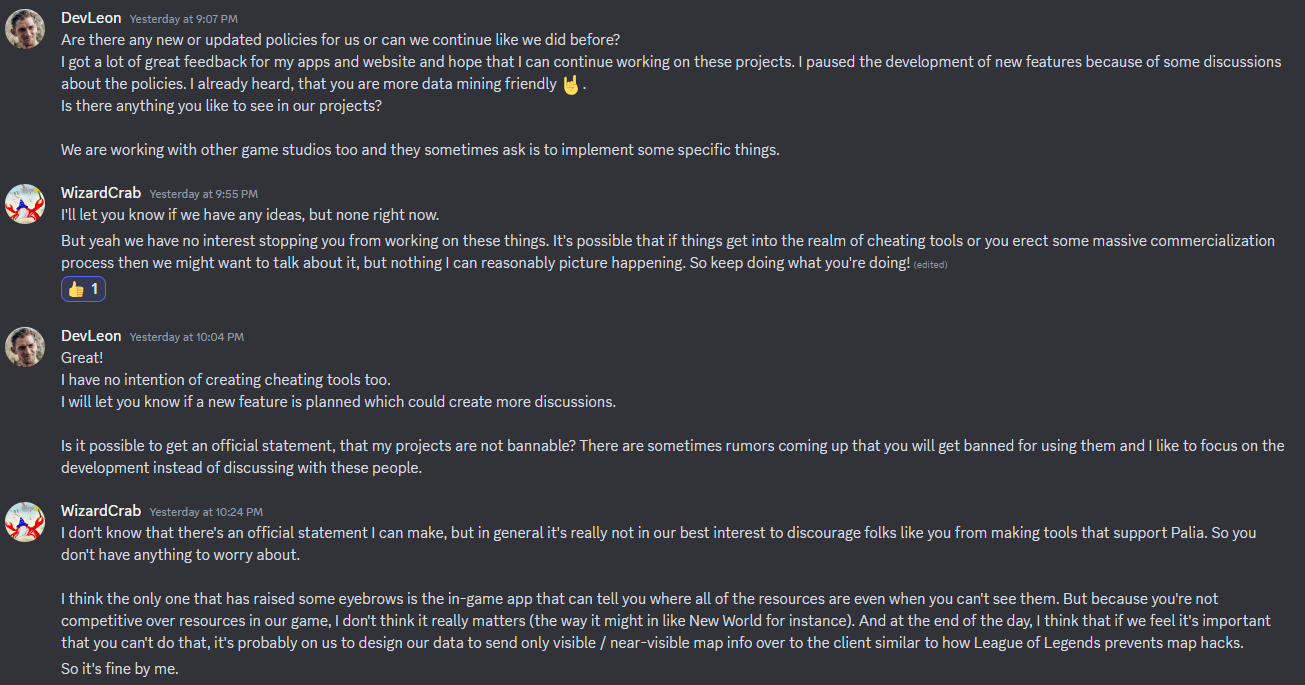 DevLeon Yesterday at 9:07 PM
Are there any new or updated policies for us or can we continue like we did before?
I got a lot of great feedback for my apps and website and hope that I can continue working on these projects. I paused the development of new features because of some discussions
about the policies. I already heard, that you are more data mining friendly 🤘.
Is there anything you like to see in our projects?
We are working with other game studios too and they sometimes ask is to implement some specific things.
WizardCrab Yesterday at 9:55 PM
I'll let you know if we have any ideas, but none right now.
But yeah we have no interest stopping you from working on these things. It's possible that if things get into the realm of cheating tools or you erect some massive commercialization
process then we might want to talk about it, but nothing I can reasonably picture happening. So keep doing what you're doing! (edited)
👍 1
DevLeon Yesterday at 10:04 PM
Great!
I have no intention of creating cheating tools too.
I will let you know if a new feature is planned which could create more discussions.
Is it possible to get an official statement, that my projects are not bannable? There are sometimes rumors coming up that you will get banned for using them and I like to focus on the
development instead of discussing with these people.
WizardCrab Yesterday at 10:24 PM
I don't know that there's an official statement I can make, but in general it's really not in our best interest to discourage folks like you from making tools that support Palia. So you
don't have anything to worry about.
I think the only one that has raised some eyebrows is the in-game app that can tell you where all of the resources are even when you can't see them. But because you're not
competitive over resources in our game, I don't think it really matters (the way it might in like New World for instance). And at the end of the day, I think that if we feel it's important
that you can't do that, it's probably on us to design our data to send only visible / near-visible map info over to the client similar to how League of Legends prevents map hacks.
So it's fine by me.